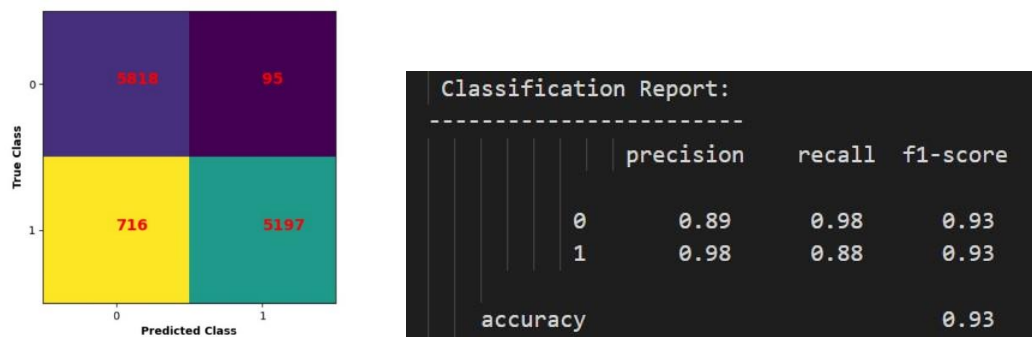 0
5818 95
True Class
1
716 5197
0 1
Predicted Class
Classification Report:
------------------------
precision recall f1-score
0 0.89 0.98 0.93
1 0.98 0.88 0.93
accuracy 0.93